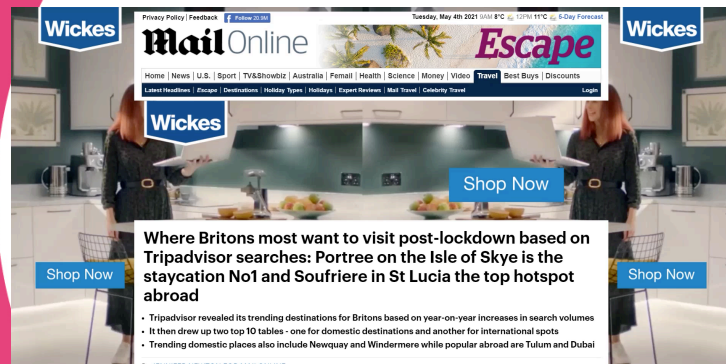 Privacy Policy | Feedback
Follow 20.9M
Tuesday, May 4th 2021 9AM 8°C 12PM 11°C 5-Day Forecast
Wickes
Wickes
Mail Online
Escape
Home | News | U.S. | Sport | TV&Showbiz | Australia | Femail | Health | Science | Money | Video | Travel | Best Buys | Discounts
Latest Headlines | Escape | Destinations | Holiday Types | Holidays | Expert Reviews | Mail Travel | Celebrity Travel
Login
Wickes
Shop Now
Shop Now
Shop Now
Where Britons most want to visit post-lockdown based on
Tripadvisor searches: Portree on the Isle of Skye is the
staycation No1 and Soufriere in St Lucia the top hotspot
abroad
• Tripadvisor revealed its trending destinations for Britons based on year-on-year increases in search volumes
• It then drew up two top 10 tables - one for domestic destinations and another for international spots
• Trending domestic places also include Newquay and Windermere while popular abroad are Tulum and Dubai